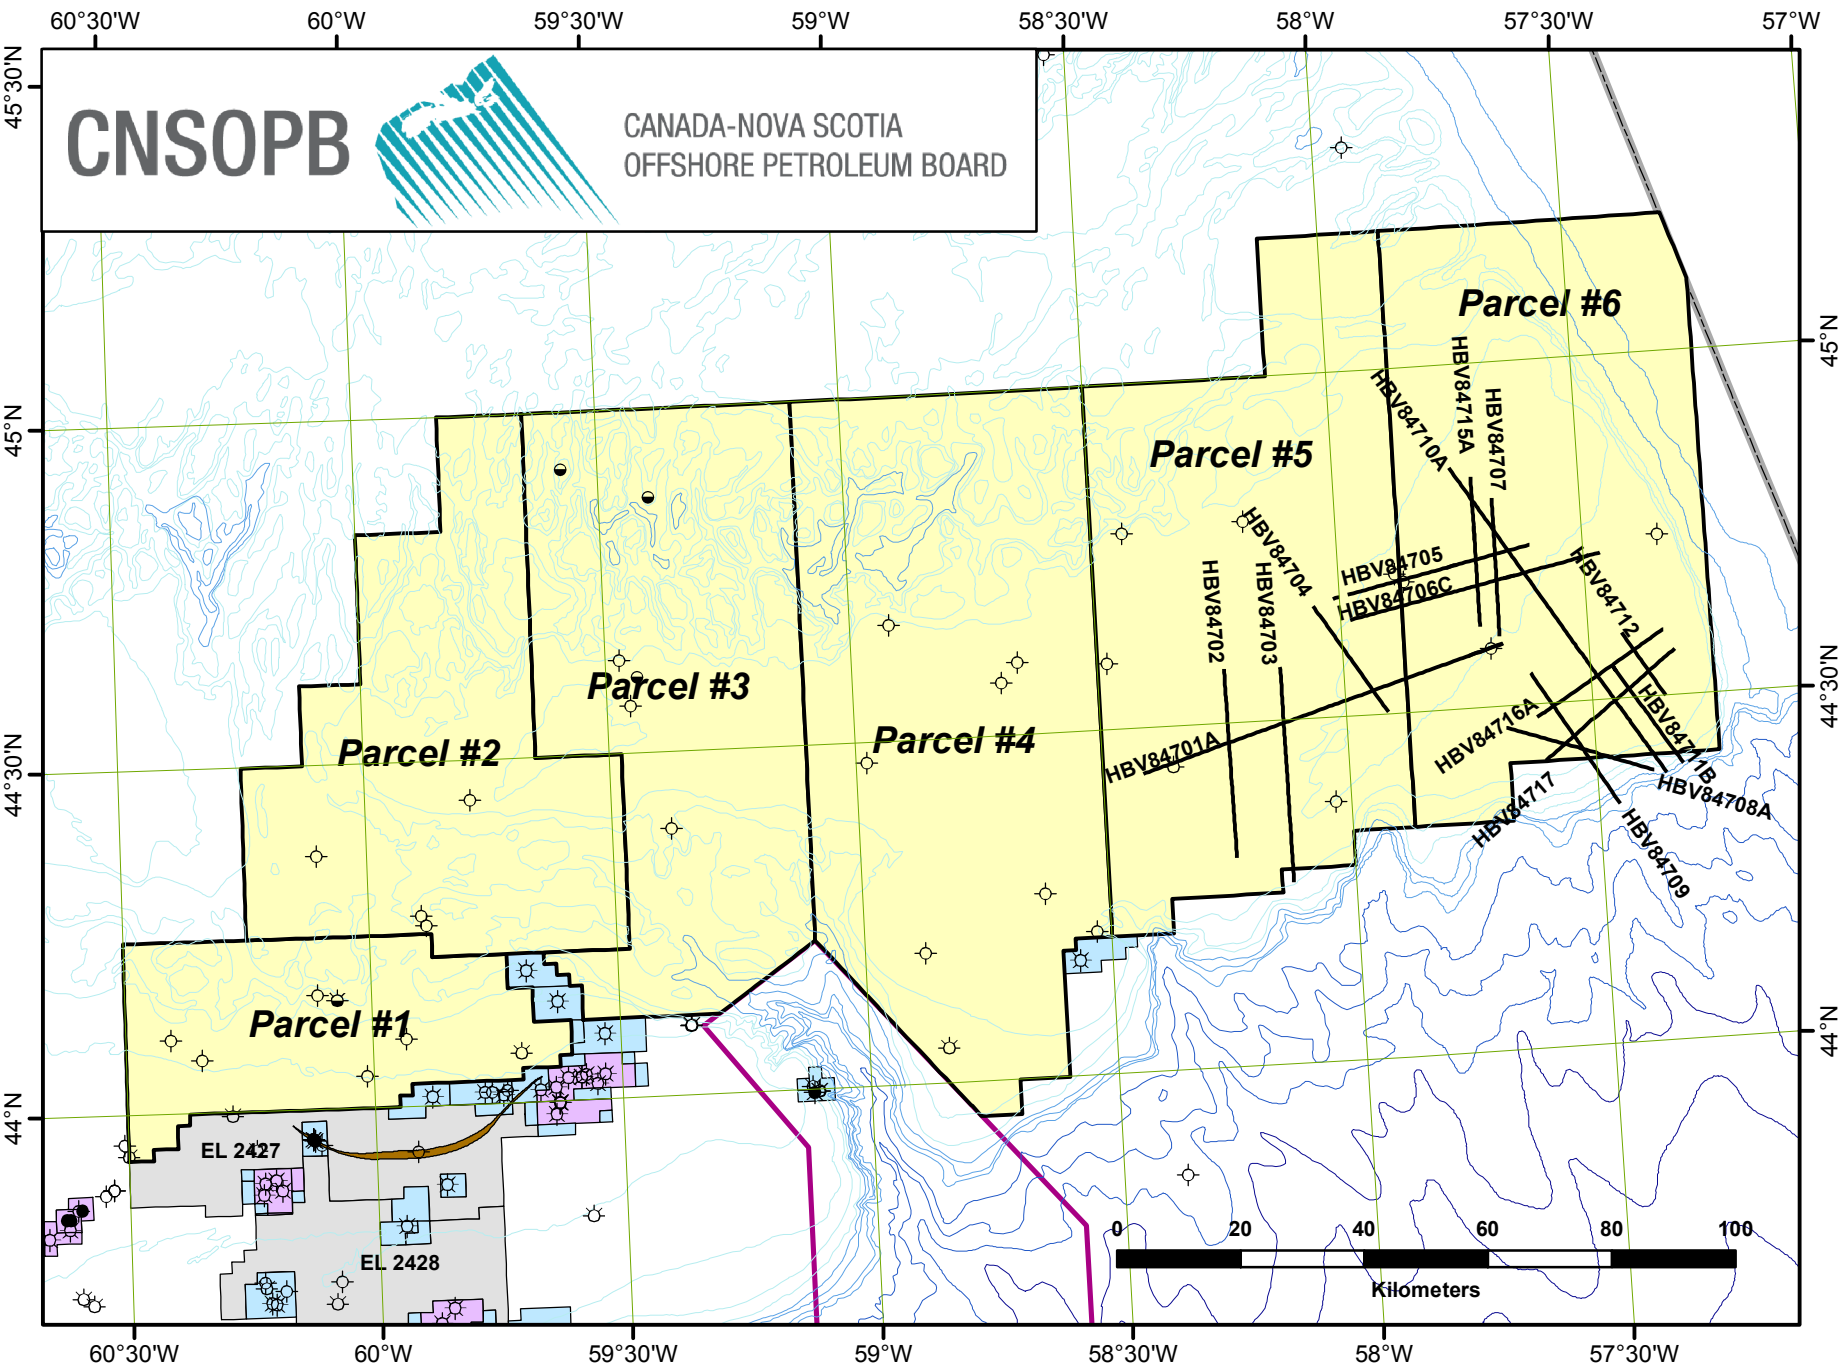 60°30'W 60°W 59°30'W 59°W 58°30'W 58°W 57°30'W 57°W
45°30'N
CNSOPB
CANADA-NOVA SCOTIA
OFFSHORE PETROLEUM BOARD
Parcel #6
45°N
HBV84715A
HBV84710A
HBV84707
45°N
Parcel #5
HBV84704
HBV84705
HBV84702
HBV84703
HBV84706C
HBV84712
Parcel #3
44°30'N
Parcel #4
Parcel #2
HBV84701A
HBV84716A
HBV84711B
44°30'N
HBV84708A
HBV84717
HBV84709
Parcel #1
44°N
44°N
EL 2427
0 20 40 60 80 100
EL 2428
Kilometers
60°30'W 60°W 59°30'W 59°W 58°30'W 58°W 57°30'W